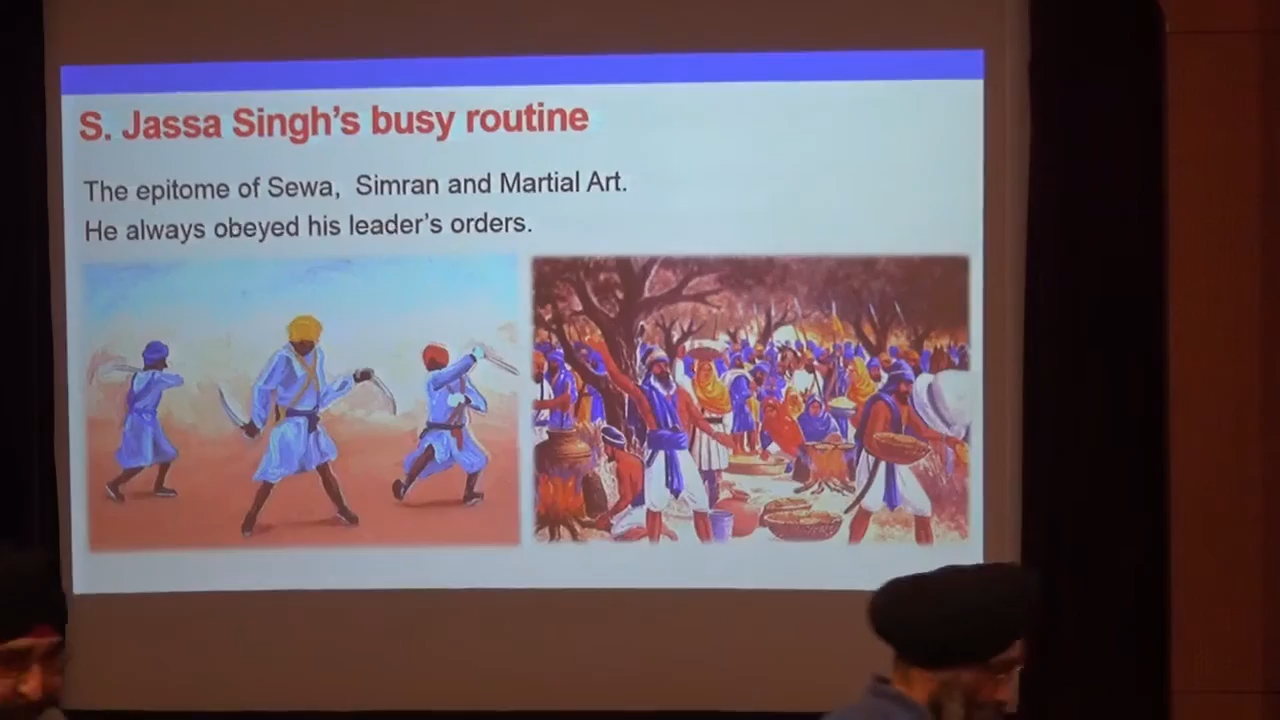 S. Jassa Singh's busy routine
The epitome of Sewa, Simran and Martial Art.
He always obeyed his leader's orders.